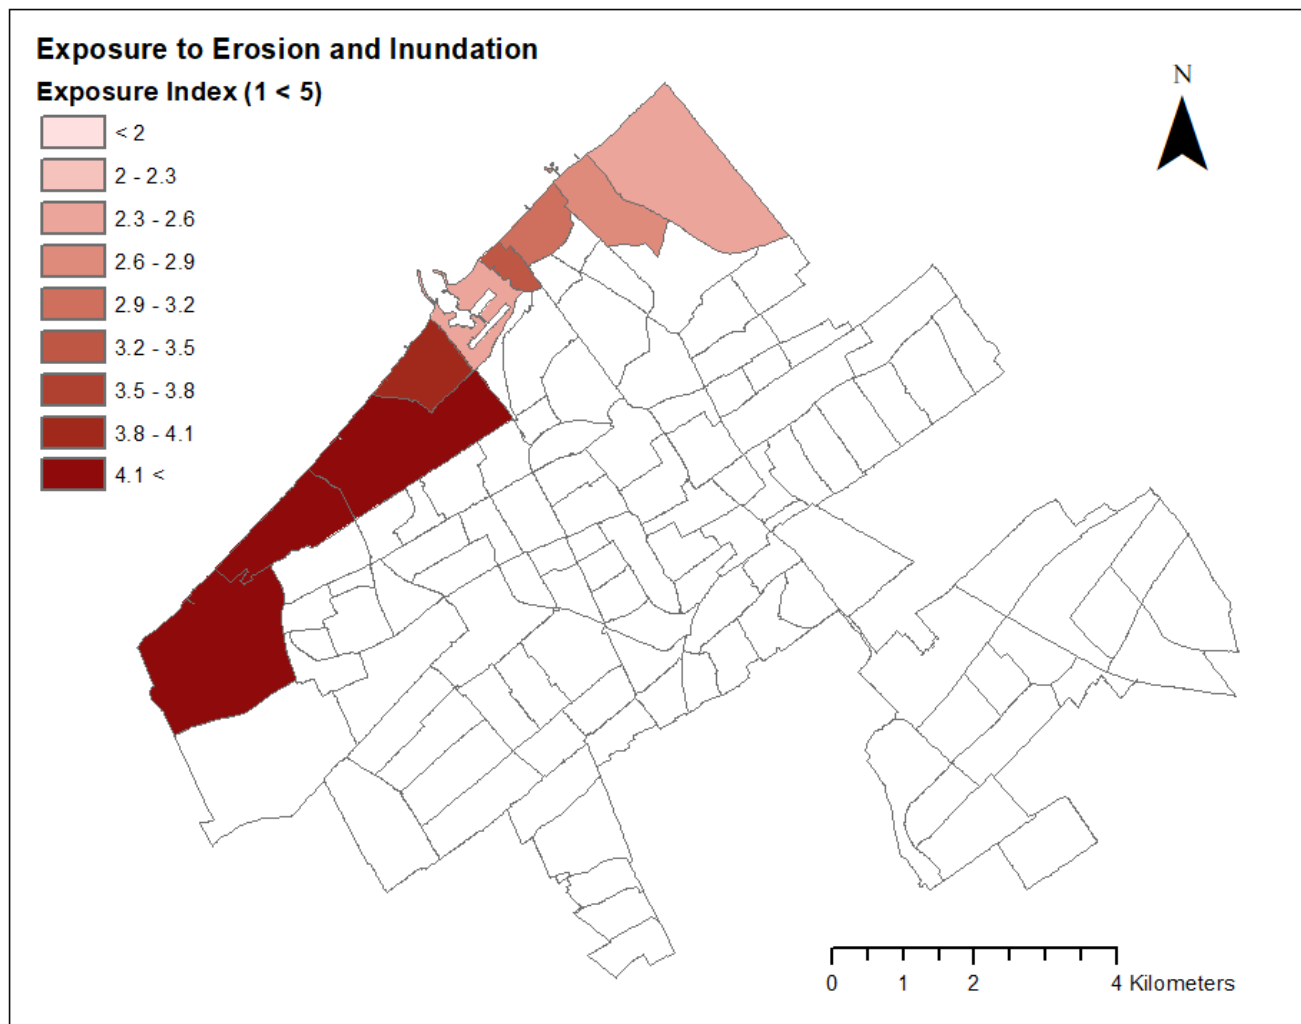 Exposure to Erosion and Inundation
Exposure Index (1 < 5)
< 2
2 - 2.3
2.3 - 2.6
2.6 - 2.9
2.9 - 3.2
3.2 - 3.5
3.5 - 3.8
3.8 - 4.1
4.1 <
N
0 1 2 4 Kilometers